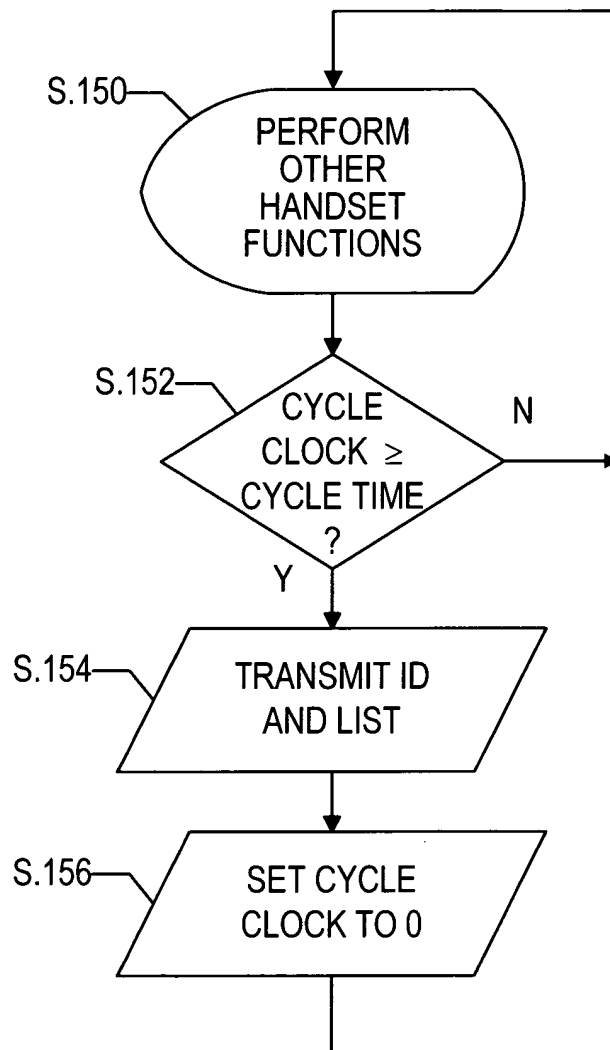 S.150
PERFORM
OTHER
HANDSET
FUNCTIONS
S.152
CYCLE
CLOCK ≥
CYCLE TIME
?
N
Y
S.154
TRANSMIT ID
AND LIST
S.156
SET CYCLE
CLOCK TO 0